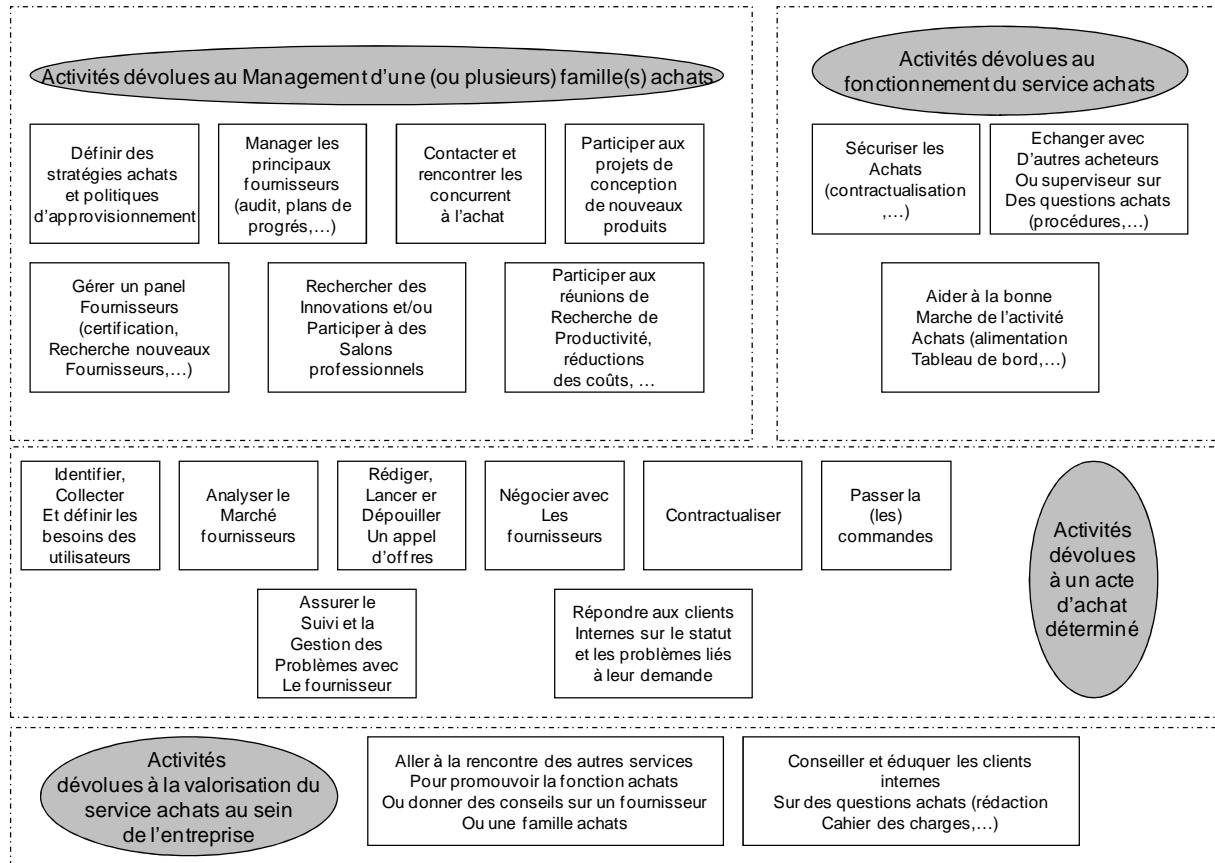 Activités dévolues au Management d'une (ou plusieurs) famille(s) achats
Définir des
stratégies achats
et politiques
d'approvisionnement
Manager les
principaux
fournisseurs
(audit, plans de
progrés,…)
Contacter et
rencontrer les
concurrent
à l'achat
Participer aux
projets de
conception
de nouveaux
produits
Gérer un panel
Fournisseurs
(certification,
Recherche nouveaux
Fournisseurs,…)
Rechercher des
Innovations et/ou
Participer à des
Salons
professionnels
Participer aux
réunions de
Recherche de
Productivité,
réductions
des coûts, …
Activités dévolues au
fonctionnement du service achats
Sécuriser les
Achats
(contractualisation
,…)
Echanger avec
D'autres acheteurs
Ou superviseur sur
Des questions achats
(procédures,…)
Aider à la bonne
Marche de l'activité
Achats (alimentation
Tableau de bord,…)
Identifier,
Collecter
Et définir les
besoins des
utilisateurs
Analyser le
Marché
fournisseurs
Rédiger,
Lancer er
Dépouiller
Un appel
d'offres
Négocier avec
Les
fournisseurs
Contractualiser
Passer la
(les)
commandes
Assurer le
Suivi et la
Gestion des
Problèmes avec
Le fournisseur
Répondre aux clients
Internes sur le statut
et les problèmes liés
à leur demande
Activités
dévolues
à un acte
d'achat
déterminé
Activités
dévolues à la valorisation du
service achats au sein
de l'entreprise
Aller à la rencontre des autres services
Pour promouvoir la fonction achats
Ou donner des conseils sur un fournisseur
Ou une famille achats
Conseiller et éduquer les clients
internes
Sur des questions achats (rédaction
Cahier des charges,…)